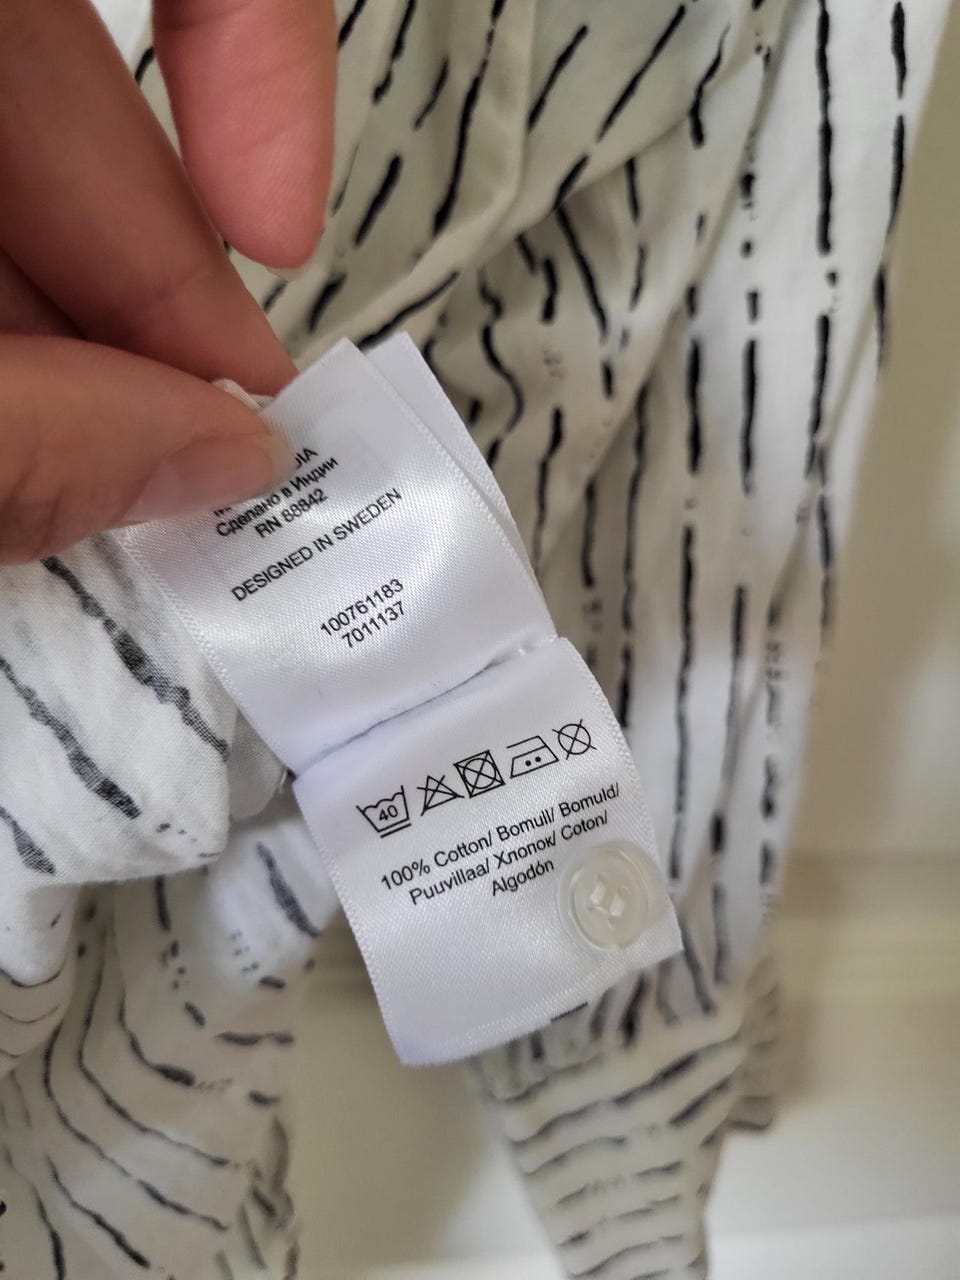 Сделано в Индии
RN 88842
DESIGNED IN SWEDEN
100761183
7011137
40
100% Cotton/ Bomull/ Bomuld/
Puuvillaa/ Хлопок/ Coton/
Algodón